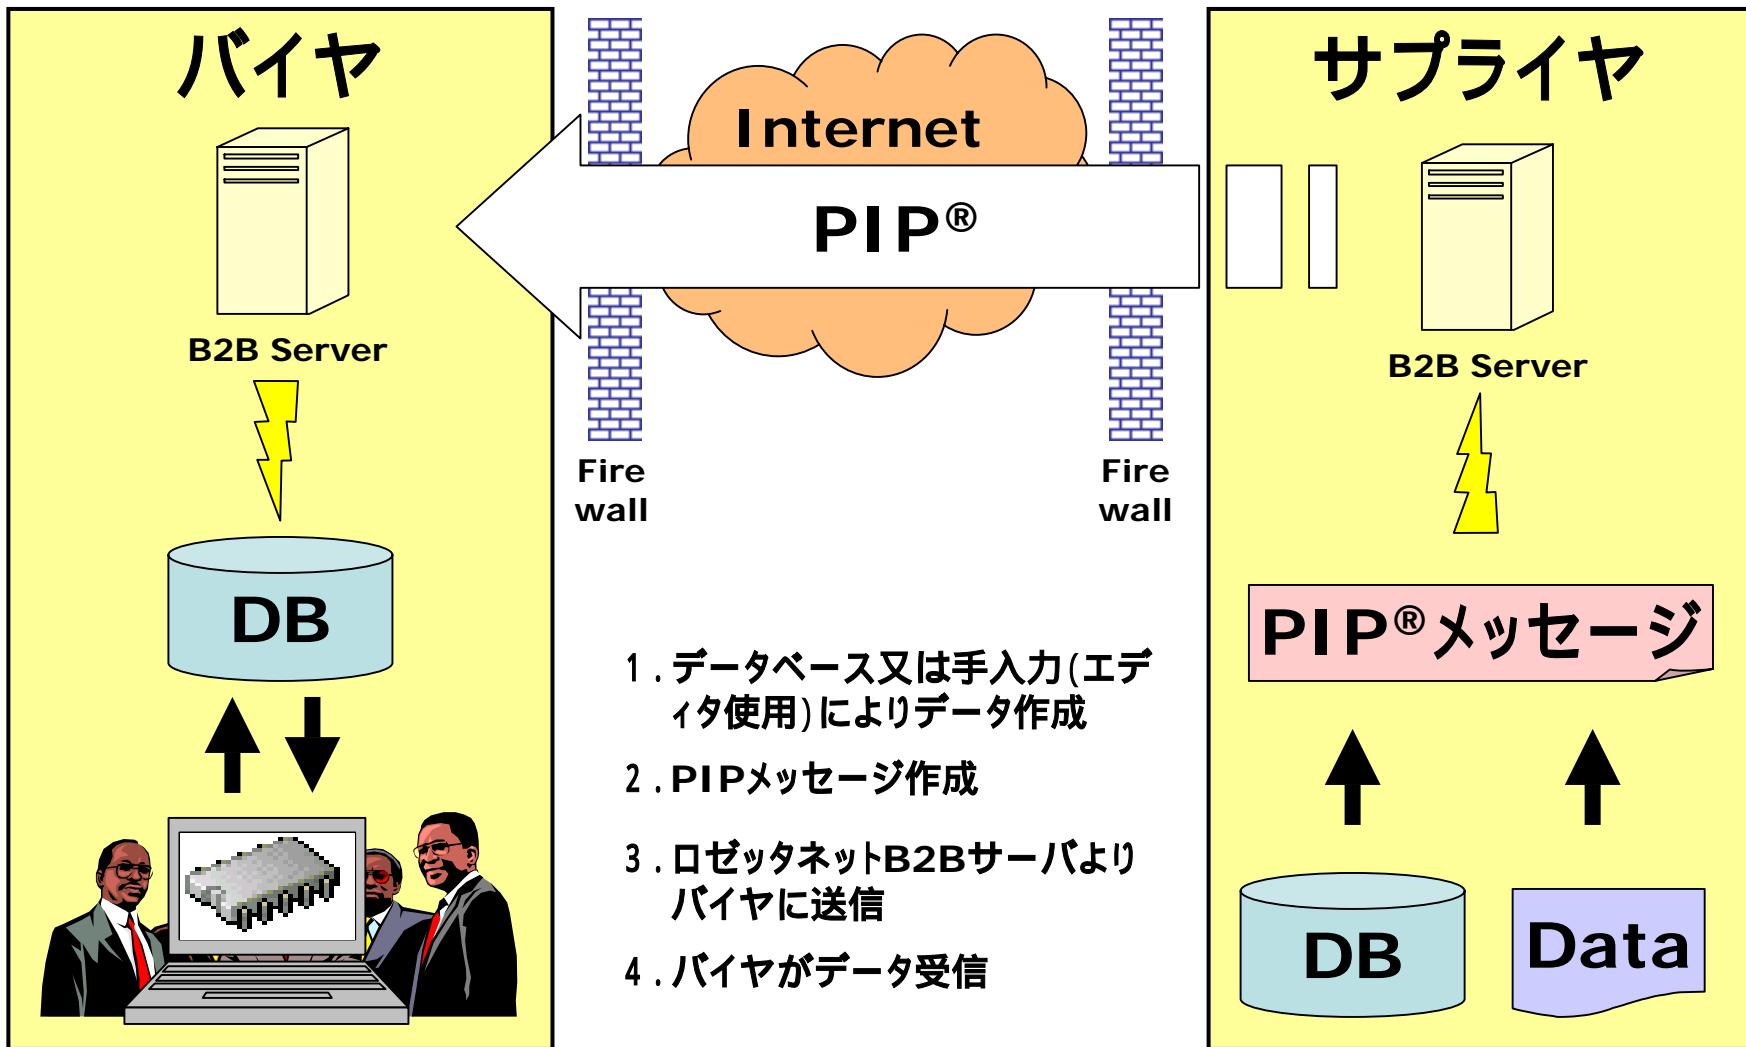 バイヤ
B2B Server
DB
Internet
PIP®
Fire
wall
Fire
wall
1.データベース又は手入力(エデ
ィタ使用)によりデータ作成
2.PIPメッセージ作成
3.ロゼッタネットB2Bサーバより
バイヤに送信
4.バイヤがデータ受信
サプライヤ
B2B Server
PIP®メッセージ
DB
Data